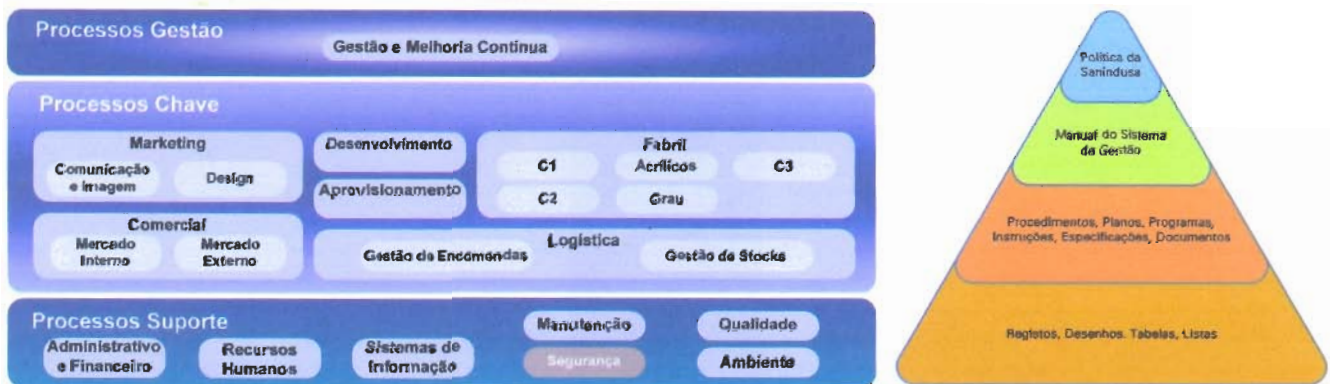 Processos Gestão
Gestão e Melhoria Continua
Processos Chave
Marketing
Comunicação
e Imagem
Design
Desenvolvimento
Aprovisionamento
Fabril
C1
Acrílicos
C3
C2
Grau
Comercial
Mercado
Interno
Mercado
Externo
Logística
Gestão de Encomendas
Gestão de Stocks
Processos Suporte
Administrativo
e Financeiro
Recursos
Humanos
Sistemas de
Informação
Manutenção
Segurança
Qualidade
Ambiente
Política da
Sanindusa
Manual do Sistema
de Gestão
Procedimentos, Planos, Programas,
Instruções, Especificações, Documentos
Registos, Desenhos, Tabelas, Listas